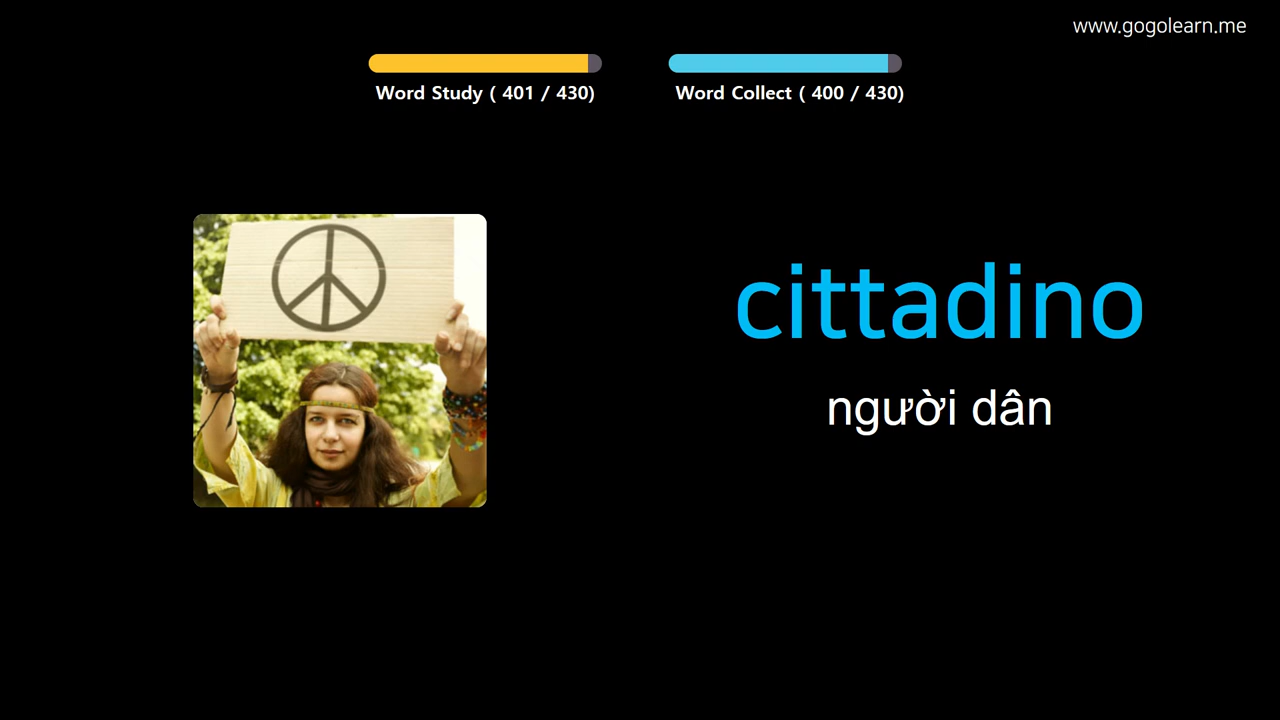 www.gogolearn.me
Word Study ( 401 / 430)
Word Collect ( 400 / 430)
cittadino
người dân